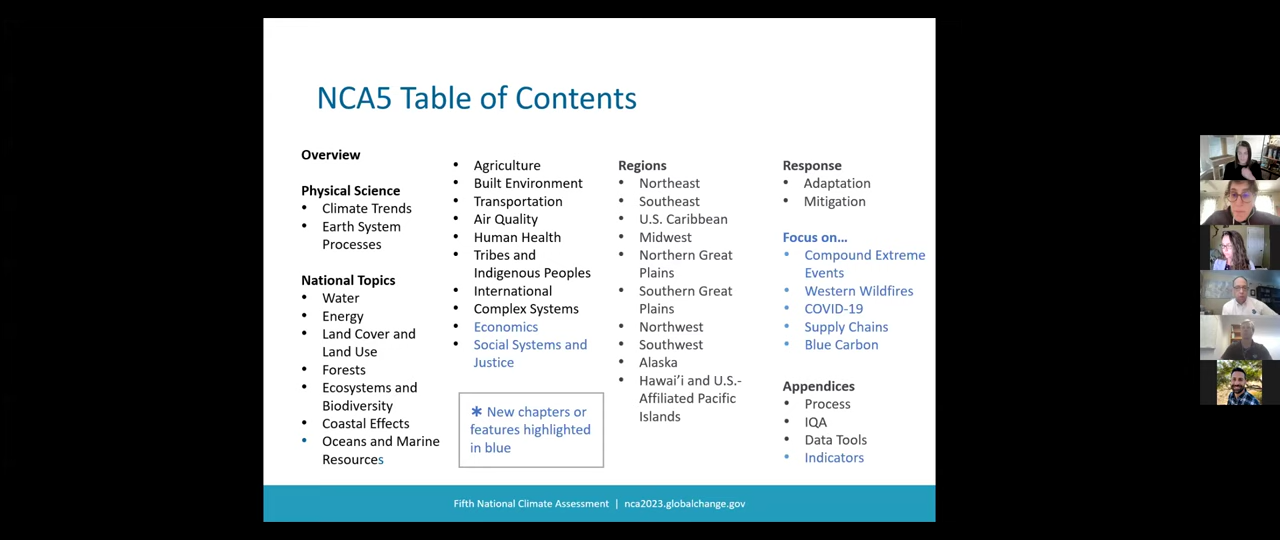 NCA5 Table of Contents
Overview
Physical Science
• Climate Trends
• Earth System
Processes
National Topics
• Water
• Energy
• Land Cover and
Land Use
• Forests
• Ecosystems and
Biodiversity
• Coastal Effects
• Oceans and Marine
Resources
• Agriculture
• Built Environment
• Transportation
• Air Quality
• Human Health
• Tribes and
Indigenous Peoples
• International
• Complex Systems
• Economics
• Social Systems and
Justice
✱ New chapters or
features highlighted
in blue
Regions
• Northeast
• Southeast
• U.S. Caribbean
• Midwest
• Northern Great
Plains
• Southern Great
Plains
• Northwest
• Southwest
• Alaska
• Hawai’i and U.S.-
Affiliated Pacific
Islands
Response
• Adaptation
• Mitigation
Focus on…
• Compound Extreme
Events
• Western Wildfires
• COVID-19
• Supply Chains
• Blue Carbon
Appendices
• Process
• IQA
• Data Tools
• Indicators
Fifth National Climate Assessment | nca2023.globalchange.gov